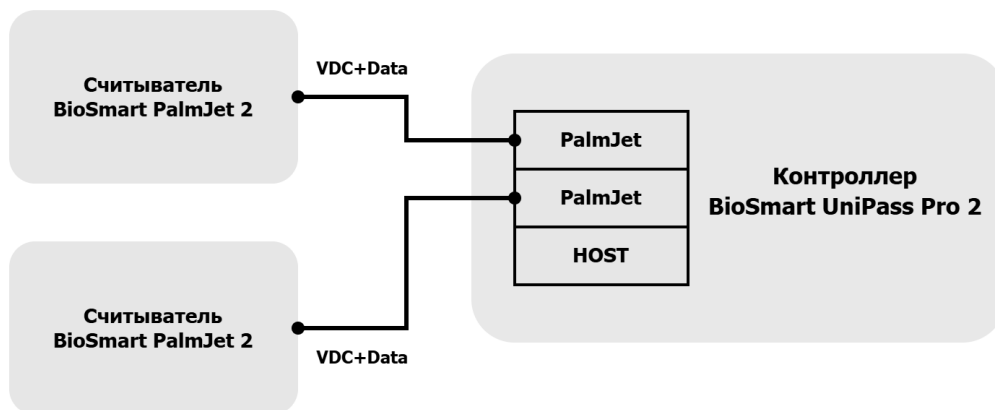 Считыватель
BioSmart PalmJet 2
VDC+Data
PalmJet
PalmJet
HOST
Контроллер
BioSmart UniPass Pro 2
Считыватель
BioSmart PalmJet 2
VDC+Data